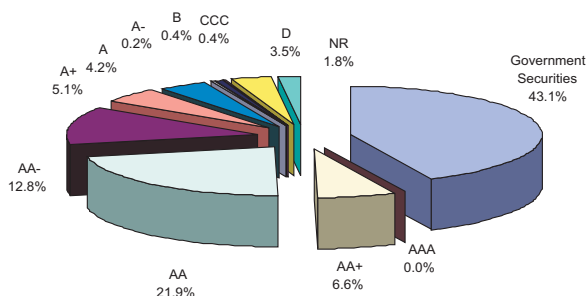 B
CCC
D
NR
A-
0.2%
0.4%
0.4%
3.5%
1.8%
A
4.2%
A+
5.1%
Government
Securities
43.1%
AA-
12.8%
AA
21.9%
AA+
6.6%
AAA
0.0%